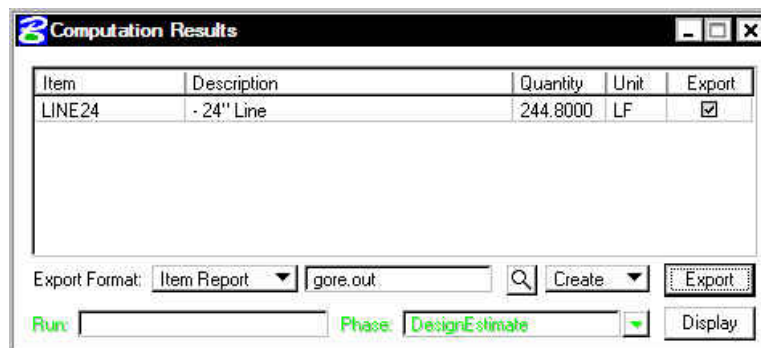 Computation Results
Item Description Quantity Unit Export
LINE24 - 24" Line 244.8000 LF
Export Format: Item Report gore.out Create Export
Run: Phase: DesignEstimate Display